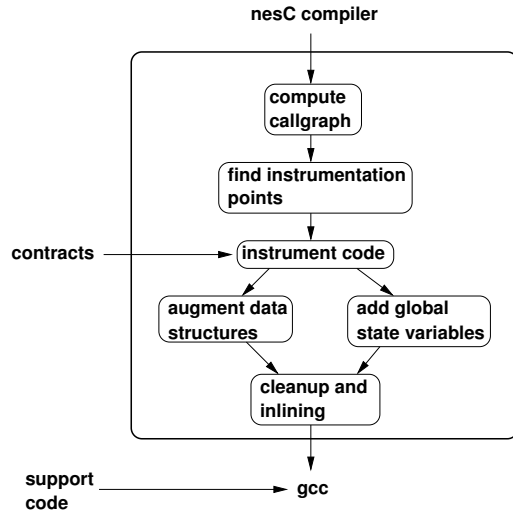 nesC compiler
compute
callgraph
find instrumentation
points
contracts
instrument code
augment data
structures
add global
state variables
cleanup and
inlining
support
code
gcc